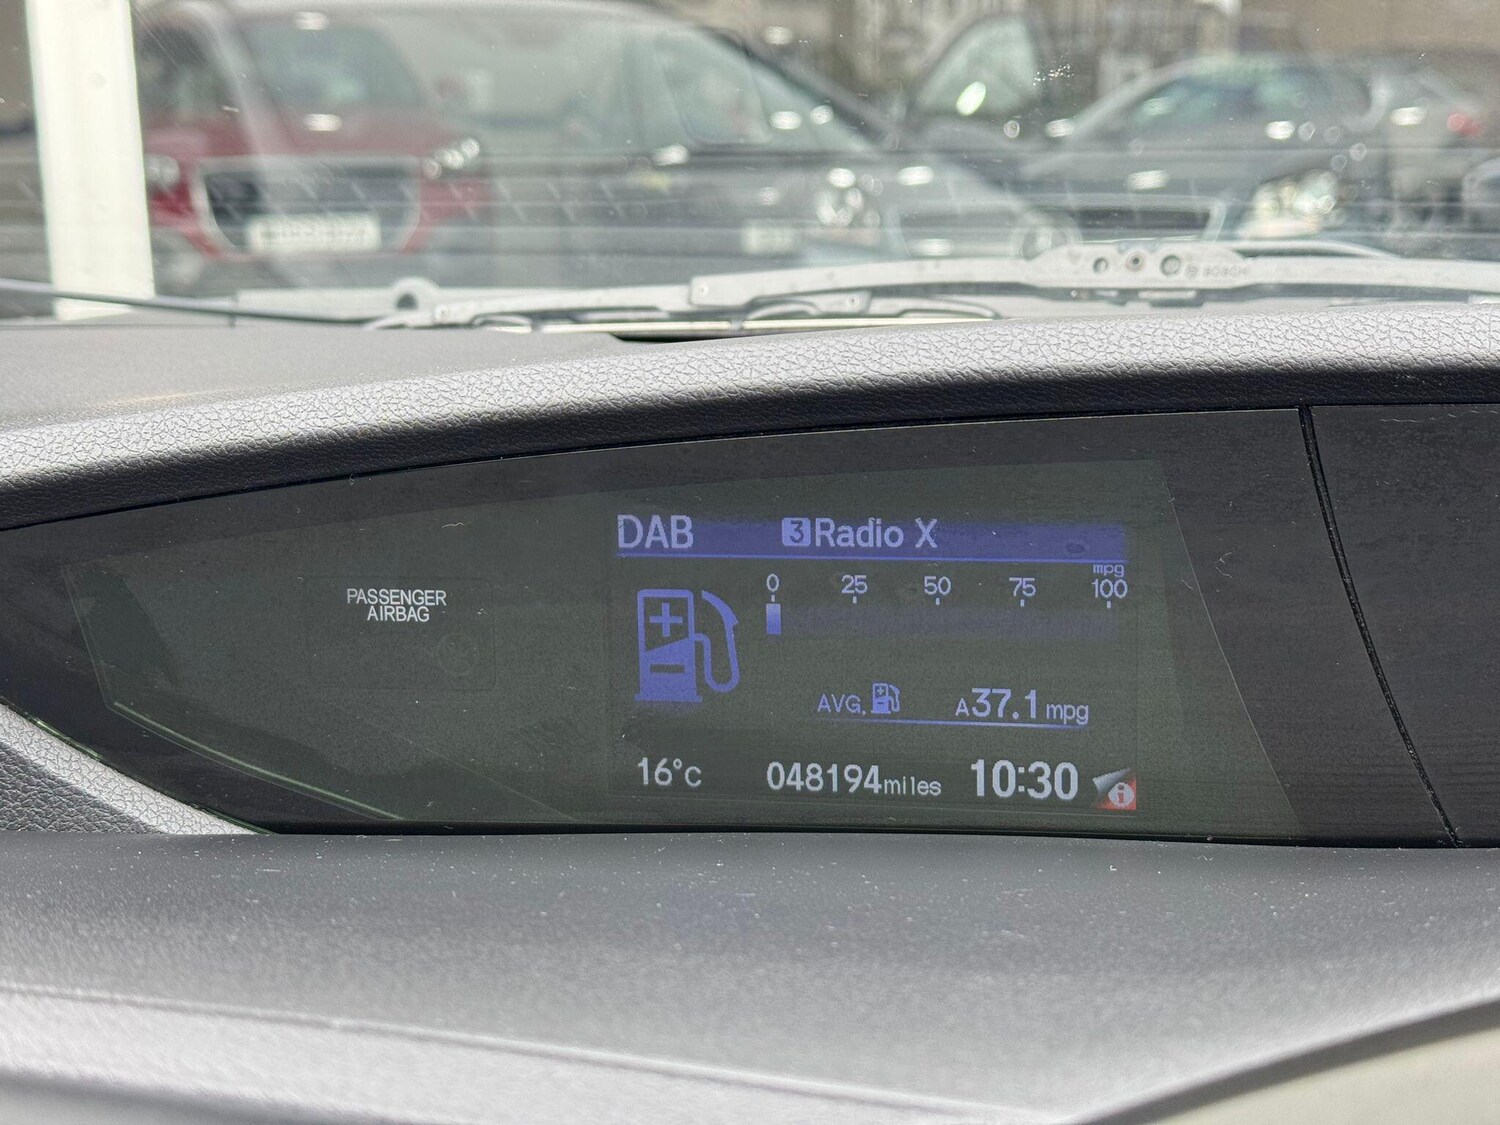 BOSCH
DAB 3 Radio X
mpg
0 25 50 75 100
PASSENGER
AIRBAG
AVG. A37.1 mpg
16°C 048194miles 10:30 i